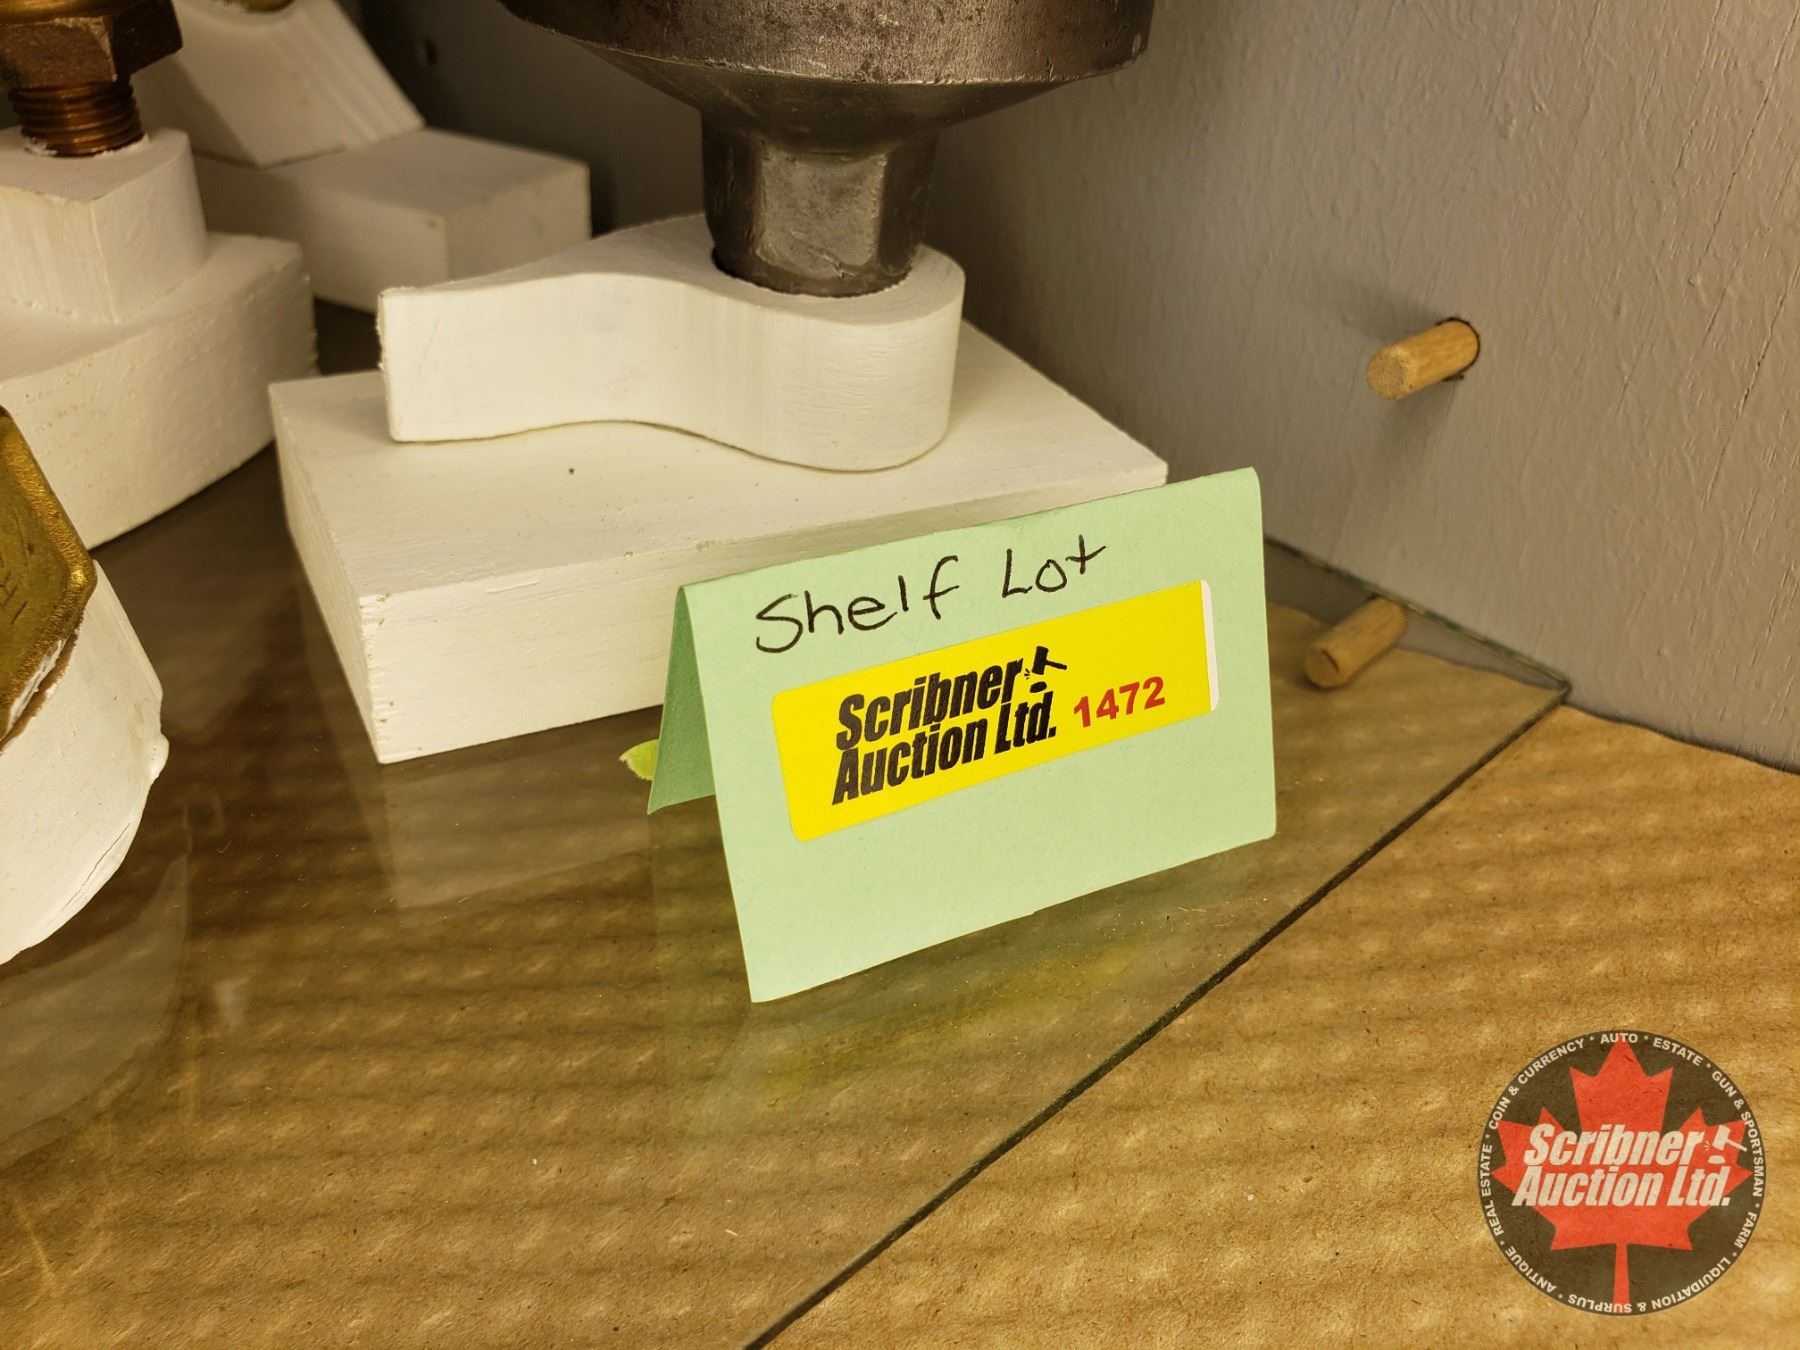 Shelf Lot
Scribner
Auction Ltd. 1472
COIN & CURRENCY * AUTO * ESTATE * GUN & SPORTSMAN * FARM * LIQUIDATION & SURPLUS * ANTIQUE * REAL ESTATE *
Scribner
Auction Ltd.